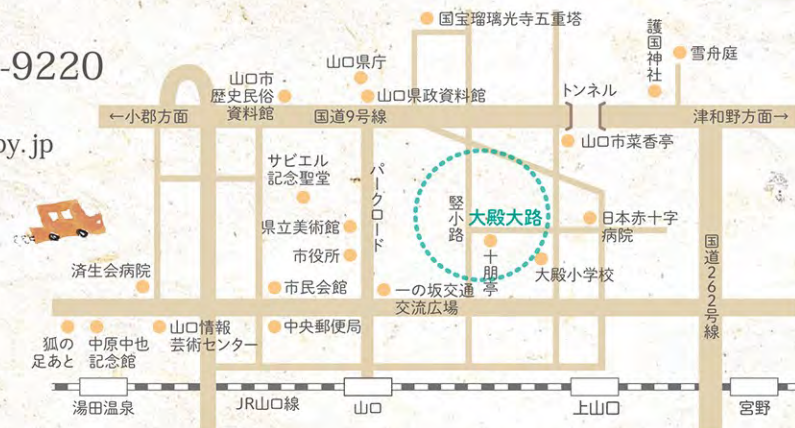 国宝瑠璃光寺五重塔
-9220
山口県庁
護国神社
雪舟庭
山口市
歴史民俗
資料館
山口県政資料館
トンネル
←小郡方面
国道9号線
津和野方面→
oy.jp
山口市菜香亭
サビエル
記念聖堂
パークロード
竪小路
大殿大路
日本赤十字
病院
県立美術館
市役所
十朋亭
大殿小学校
国道262号線
済生会病院
市民会館
一の坂交通
交流広場
狐の
足あと
中原中也
記念館
山口情報
芸術センター
中央郵便局
湯田温泉
JR山口線
山口
上山口
宮野